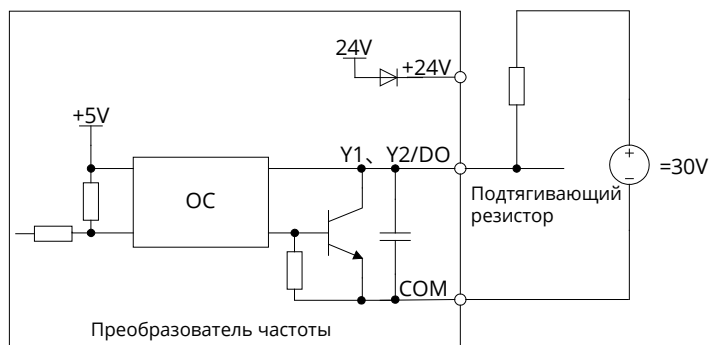 24V
+24V
+5V
Y1、Y2/DO
+
=30V
−
OC
Подтягивающий
резистор
COM
Преобразователь частоты